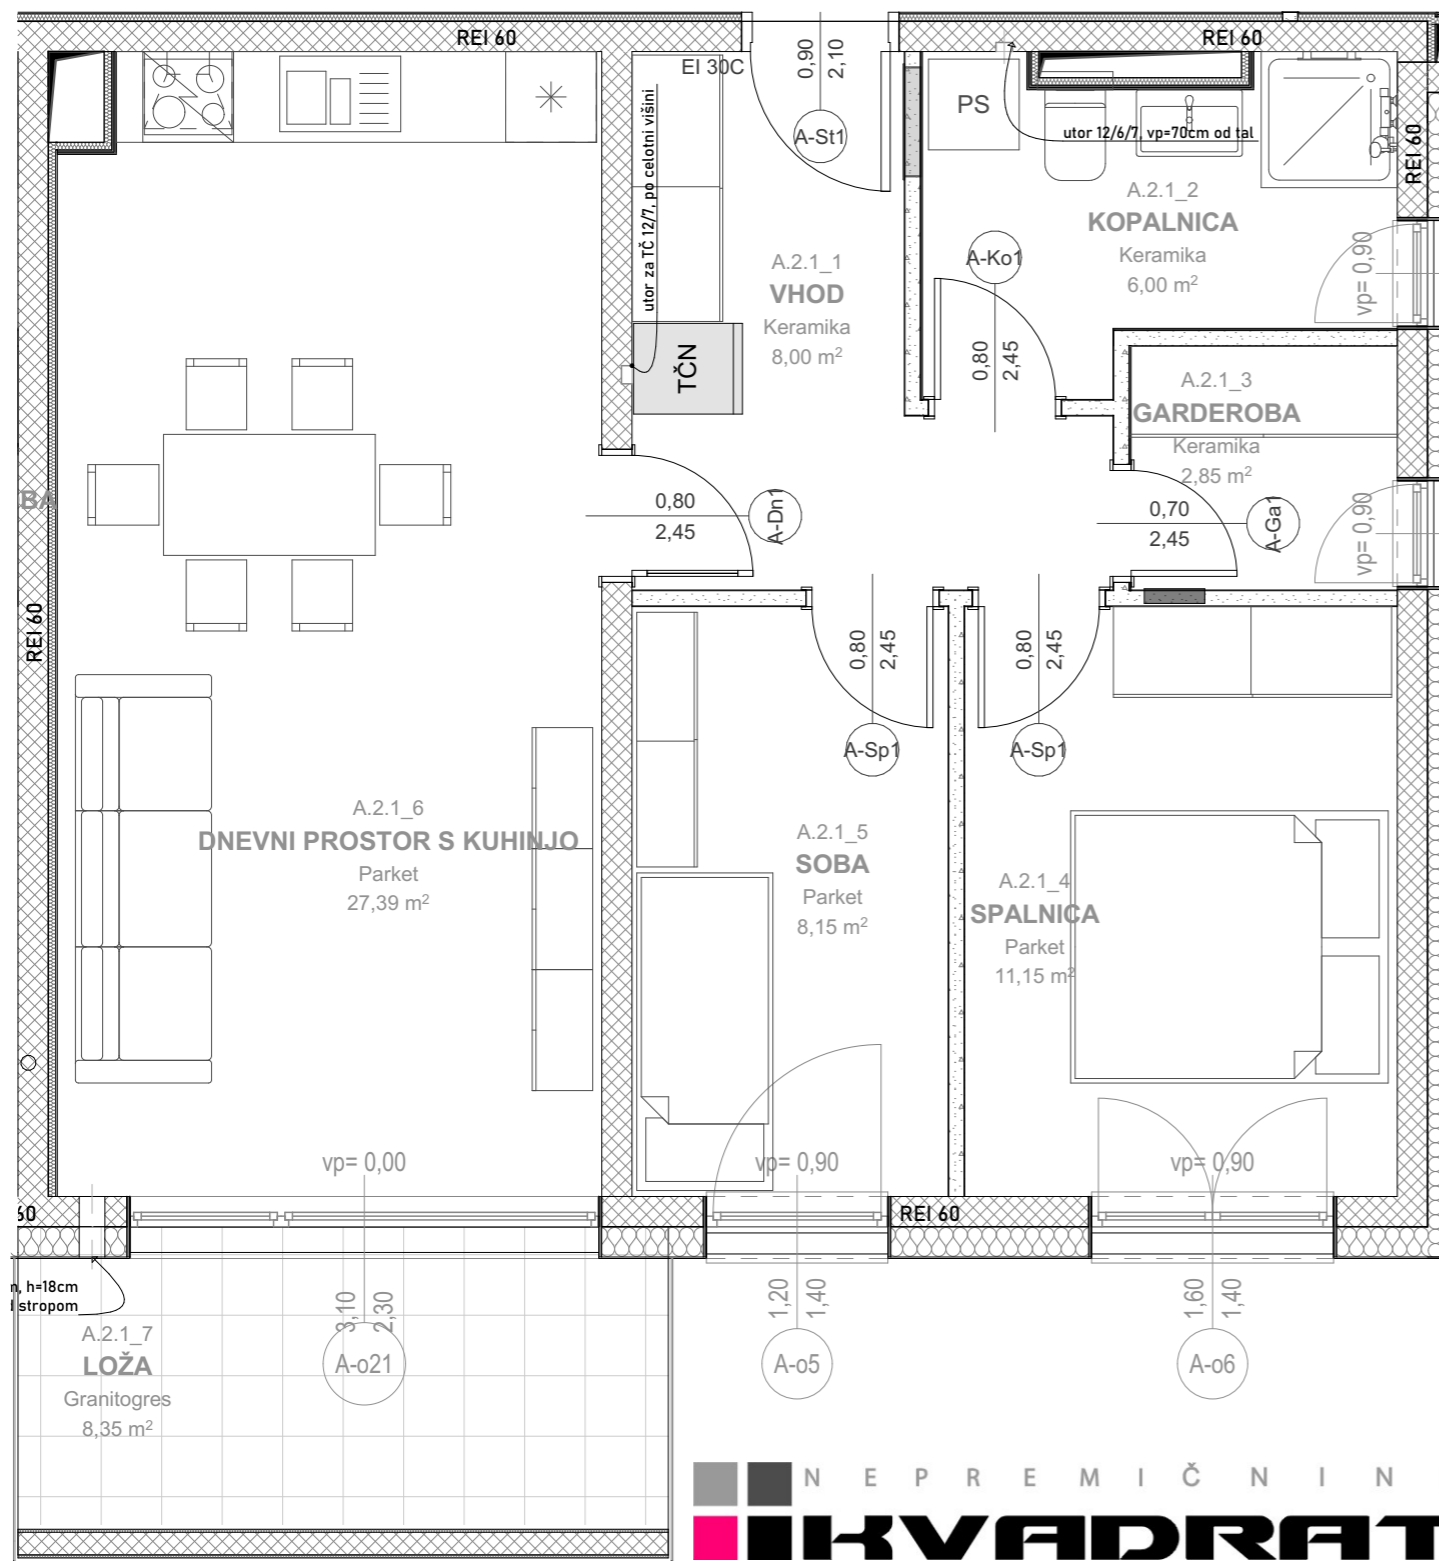 REI 60
REI 60
EI 30C
0,90
2,10
A-St1
PS
utor 12/6/7, vp=70cm od tal
REI 60
utor za TČ 12/7, po celotni višini
A.2.1_2
KOPALNICA
Keramika
6,00 m²
vp= 0,90
A-Ko1
0,80
2,45
A.2.1_1
VHOD
Keramika
8,00 m²
TČN
A.2.1_3
GARDEROBA
Keramika
2,85 m²
BA
0,80
2,45
A-Dn1
0,70
2,45
A-Ga1
vp= 0,90
REI 60
0,80
2,45
A-Sp1
0,80
2,45
A-Sp1
A.2.1_6
DNEVNI PROSTOR S KUHINJO
Parket
27,39 m²
A.2.1_5
SOBA
Parket
8,15 m²
A.2.1_4
SPALNICA
Parket
11,15 m²
vp= 0,00
vp= 0,90
vp= 0,90
60
REI 60
h=18cm
stropom
3,10
2,30
A-o21
1,20
1,40
A-o5
1,60
1,40
A-o6
A.2.1_7
LOŽA
Granitogres
8,35 m²
NEPREMIČNIN
KVADRAT